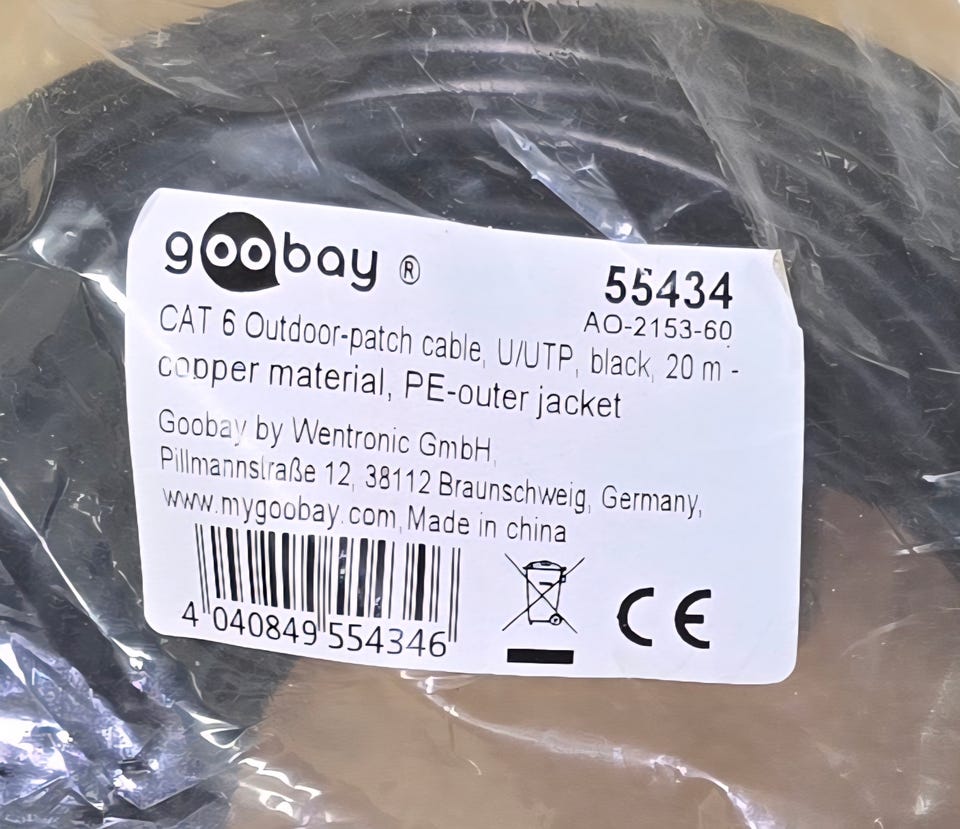 goobay ®
55434
AO-2153-60
CAT 6 Outdoor-patch cable, U/UTP, black, 20 m -
copper material, PE-outer jacket
Goobay by Wentronic GmbH,
Pillmannstraße 12, 38112 Braunschweig, Germany,
www.mygoobay.com, Made in china
4 040849 554346
CE